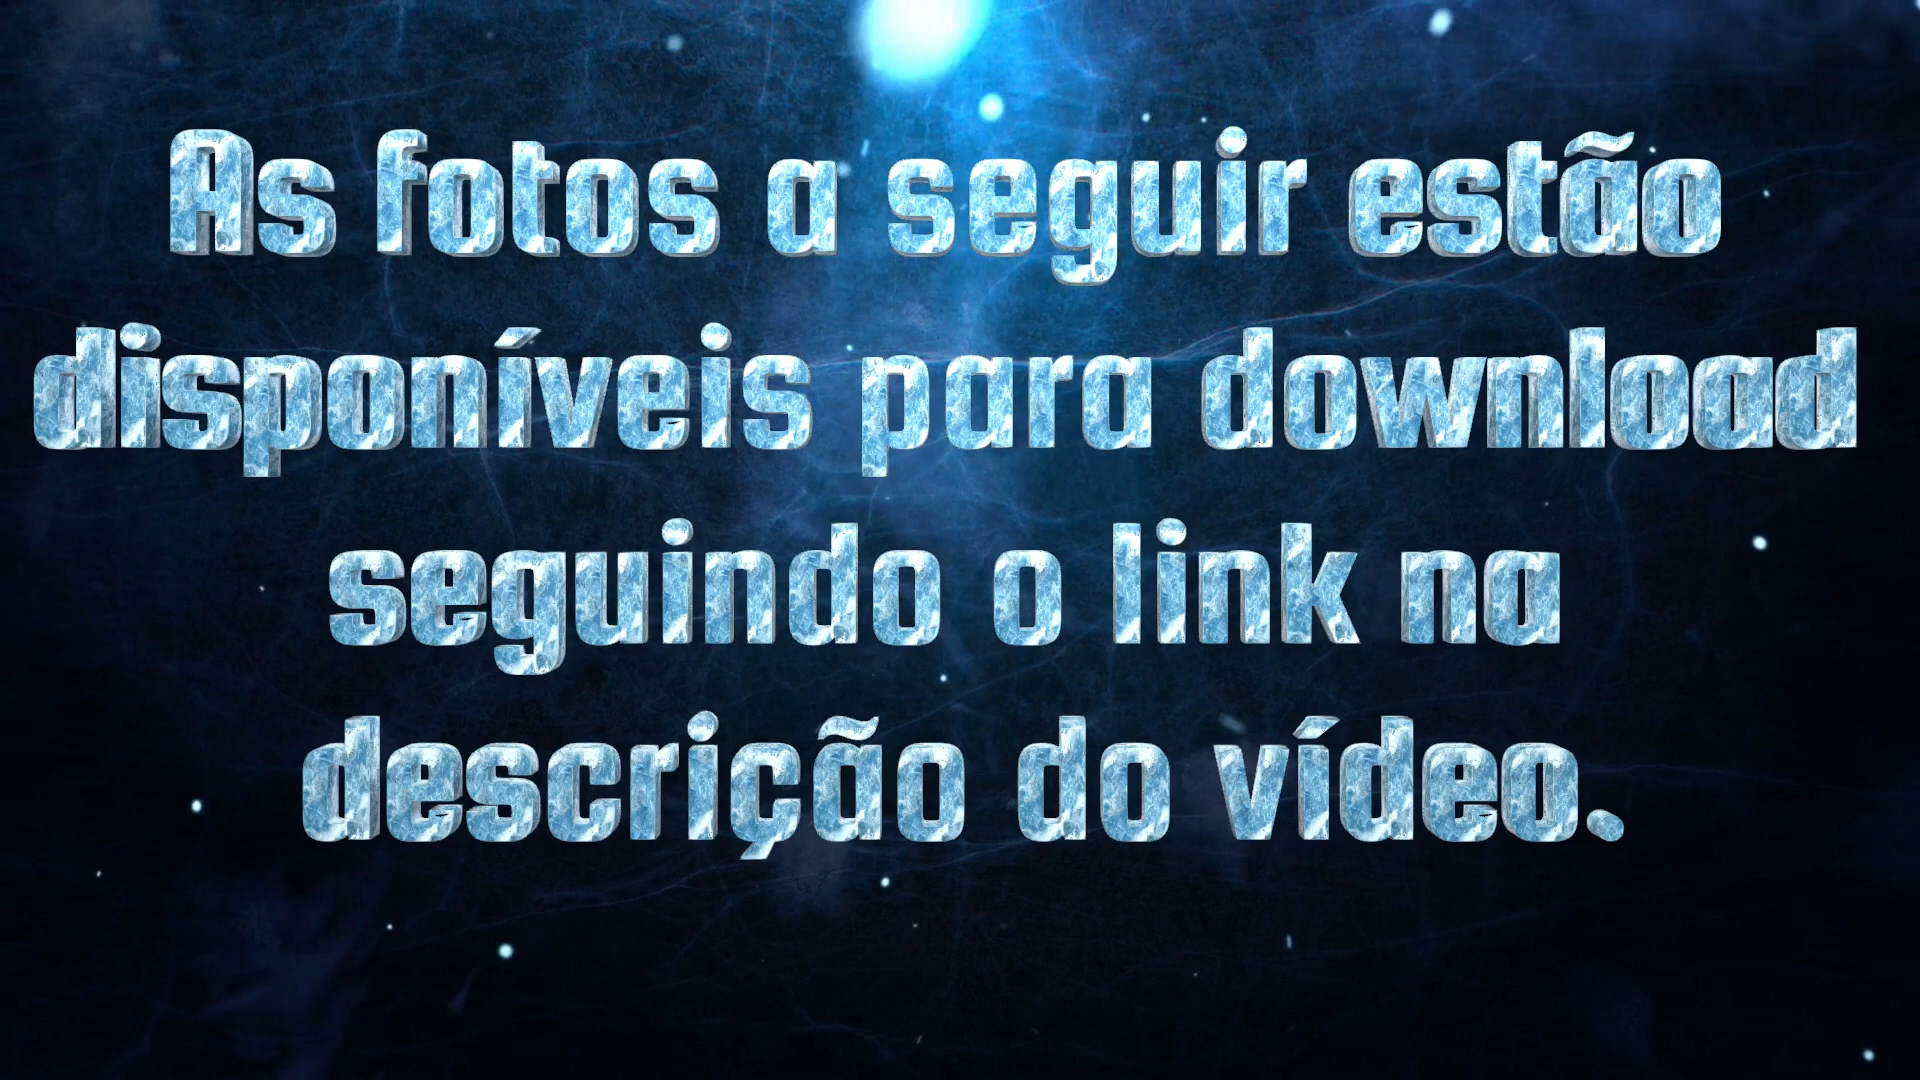 As fotos a seguir estão
disponíveis para download
seguindo o link na
descrição do vídeo.